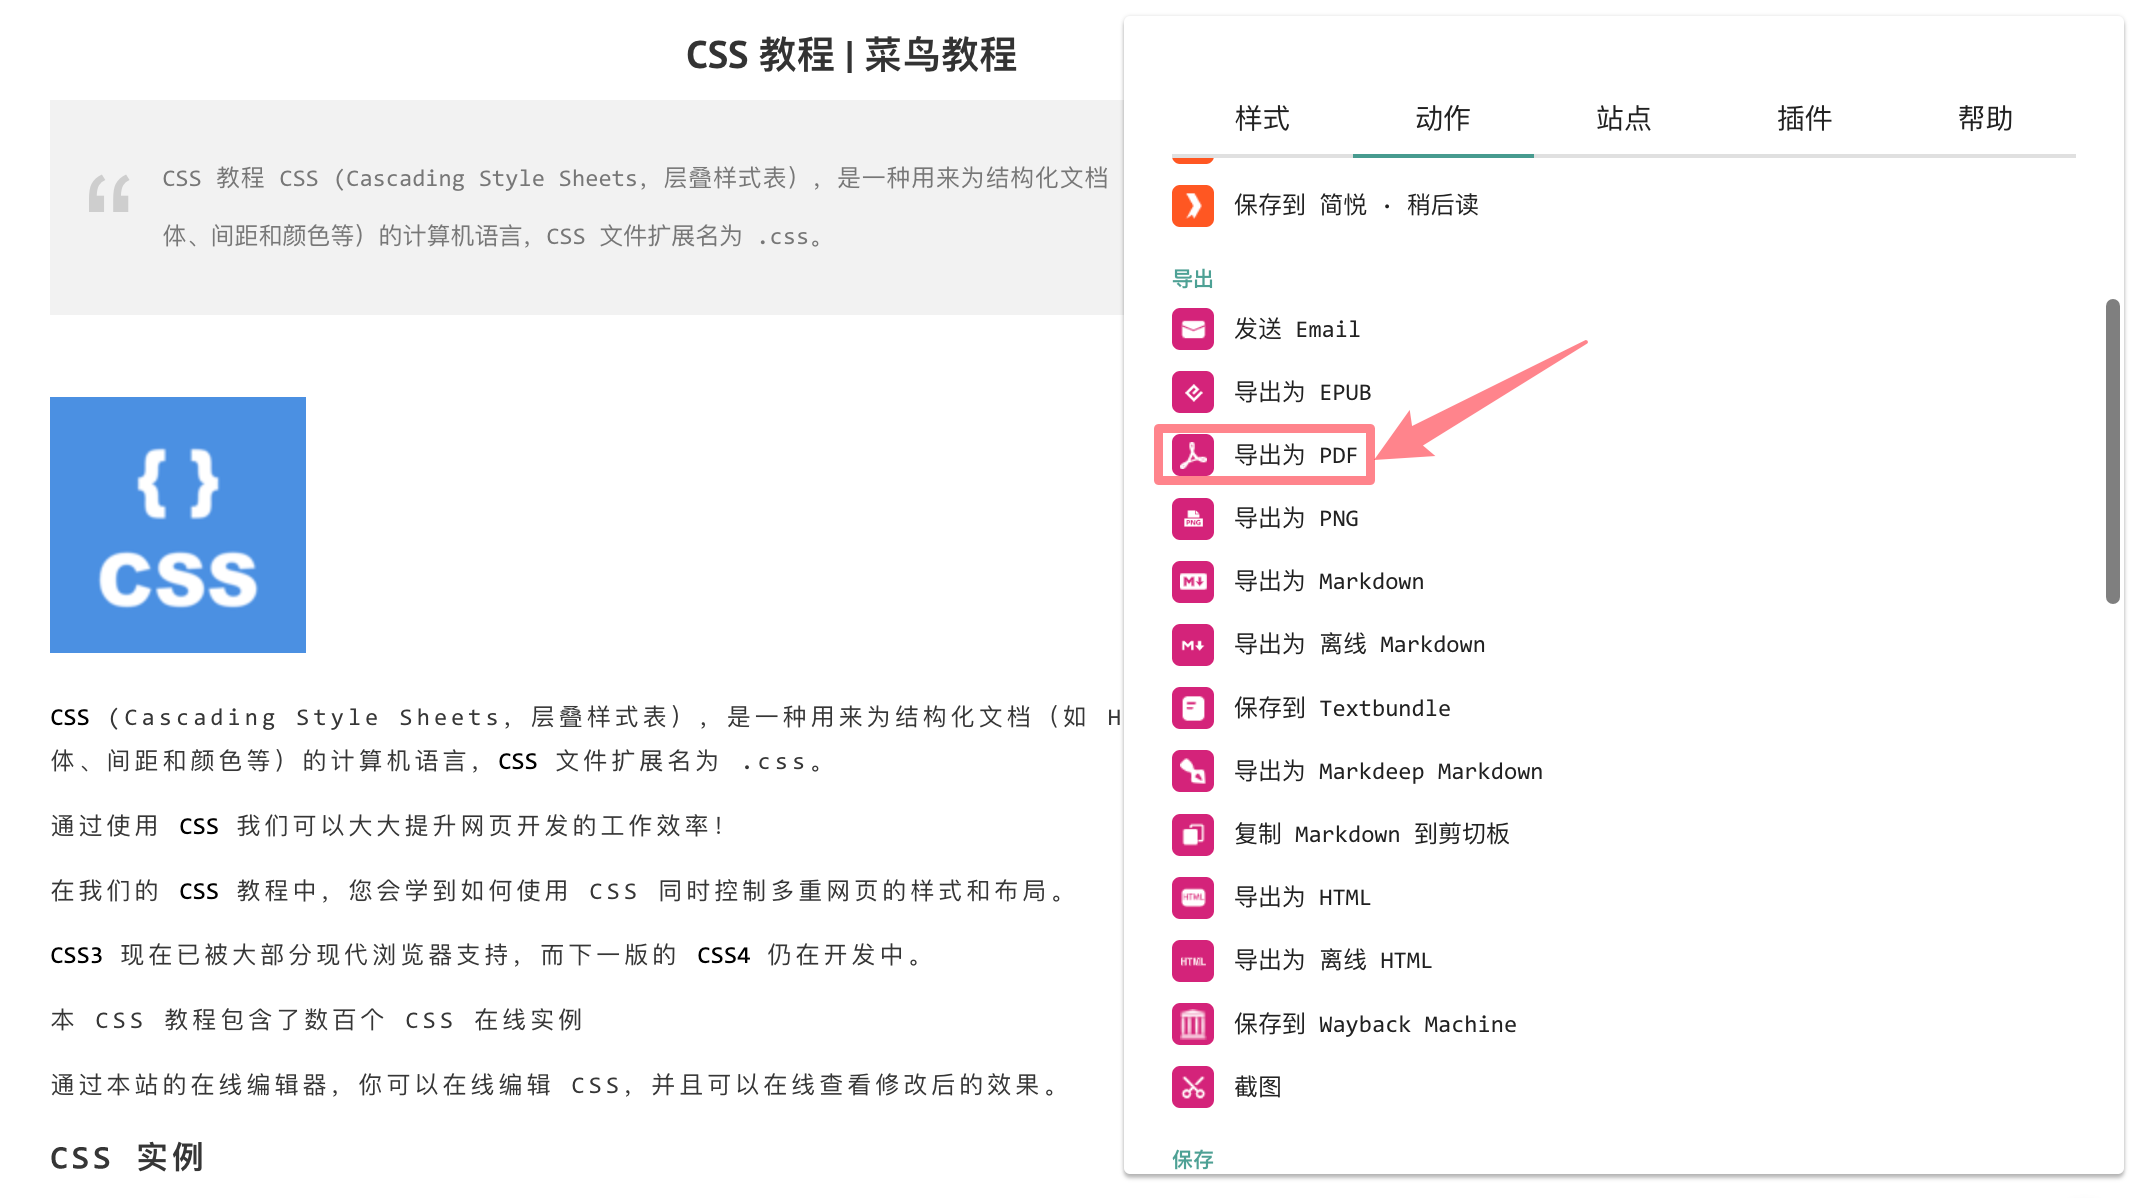 CSS 教程 | 菜鸟教程
CSS 教程 CSS (Cascading Style Sheets，层叠样式表），是一种用来为结构化文档
体、间距和颜色等）的计算机语言，CSS 文件扩展名为 .css。
{ }
CSS
CSS (Cascading Style Sheets，层叠样式表），是一种用来为结构化文档（如 H
体、间距和颜色等）的计算机语言，CSS 文件扩展名为 .css。
通过使用 CSS 我们可以大大提升网页开发的工作效率！
在我们的 CSS 教程中，您会学到如何使用 CSS 同时控制多重网页的样式和布局。
CSS3 现在已被大部分现代浏览器支持，而下一版的 CSS4 仍在开发中。
本 CSS 教程包含了数百个 CSS 在线实例
通过本站的在线编辑器，你可以在线编辑 CSS，并且可以在线查看修改后的效果。
CSS 实例
样式 动作 站点 插件 帮助
保存到 简悦 · 稍后读
导出
发送 Email
导出为 EPUB
导出为 PDF
PNG 导出为 PNG
M 导出为 Markdown
M 导出为 离线 Markdown
保存到 Textbundle
导出为 Markdeep Markdown
复制 Markdown 到剪切板
HTML 导出为 HTML
HTML 导出为 离线 HTML
保存到 Wayback Machine
截图
保存